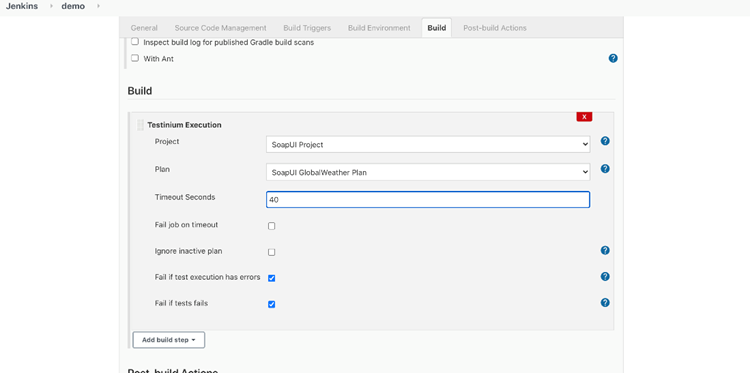 Jenkins › demo ›
General Source Code Management Build Triggers Build Environment Build Post-build Actions
Inspect build log for published Gradle build scans
With Ant ?
Build
X
Testinium Execution
Project SoapUI Project ?
Plan SoapUI GlobalWeather Plan ?
Timeout Seconds 40
Fail job on timeout
Ignore inactive plan ?
Fail if test execution has errors ?
Fail if tests fails ?
Add build step
Post-build Actions